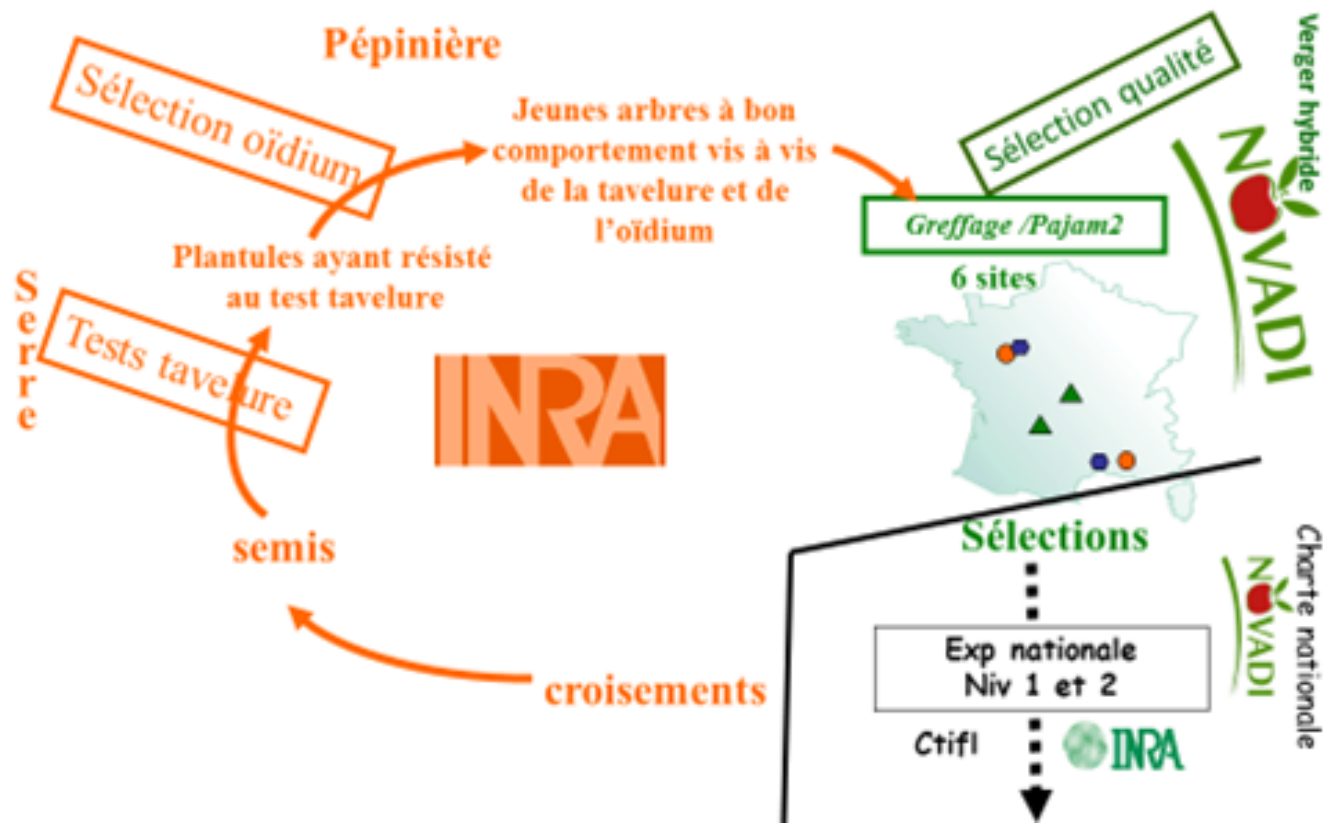 Pépinière
Sélection oïdium
Jeunes arbres à bon
comportement vis à vis
de la tavelure et de
l'oïdium
Sélection qualité
Verger hybride
NOVADI
Greffage /Pajam2
6 sites
Plantules ayant résisté
au test tavelure
Serre
Tests tavelure
INRA
semis
croisements
Sélections
Exp nationale
Niv 1 et 2
Ctifl
INRA
NOVADI
Charte nationale